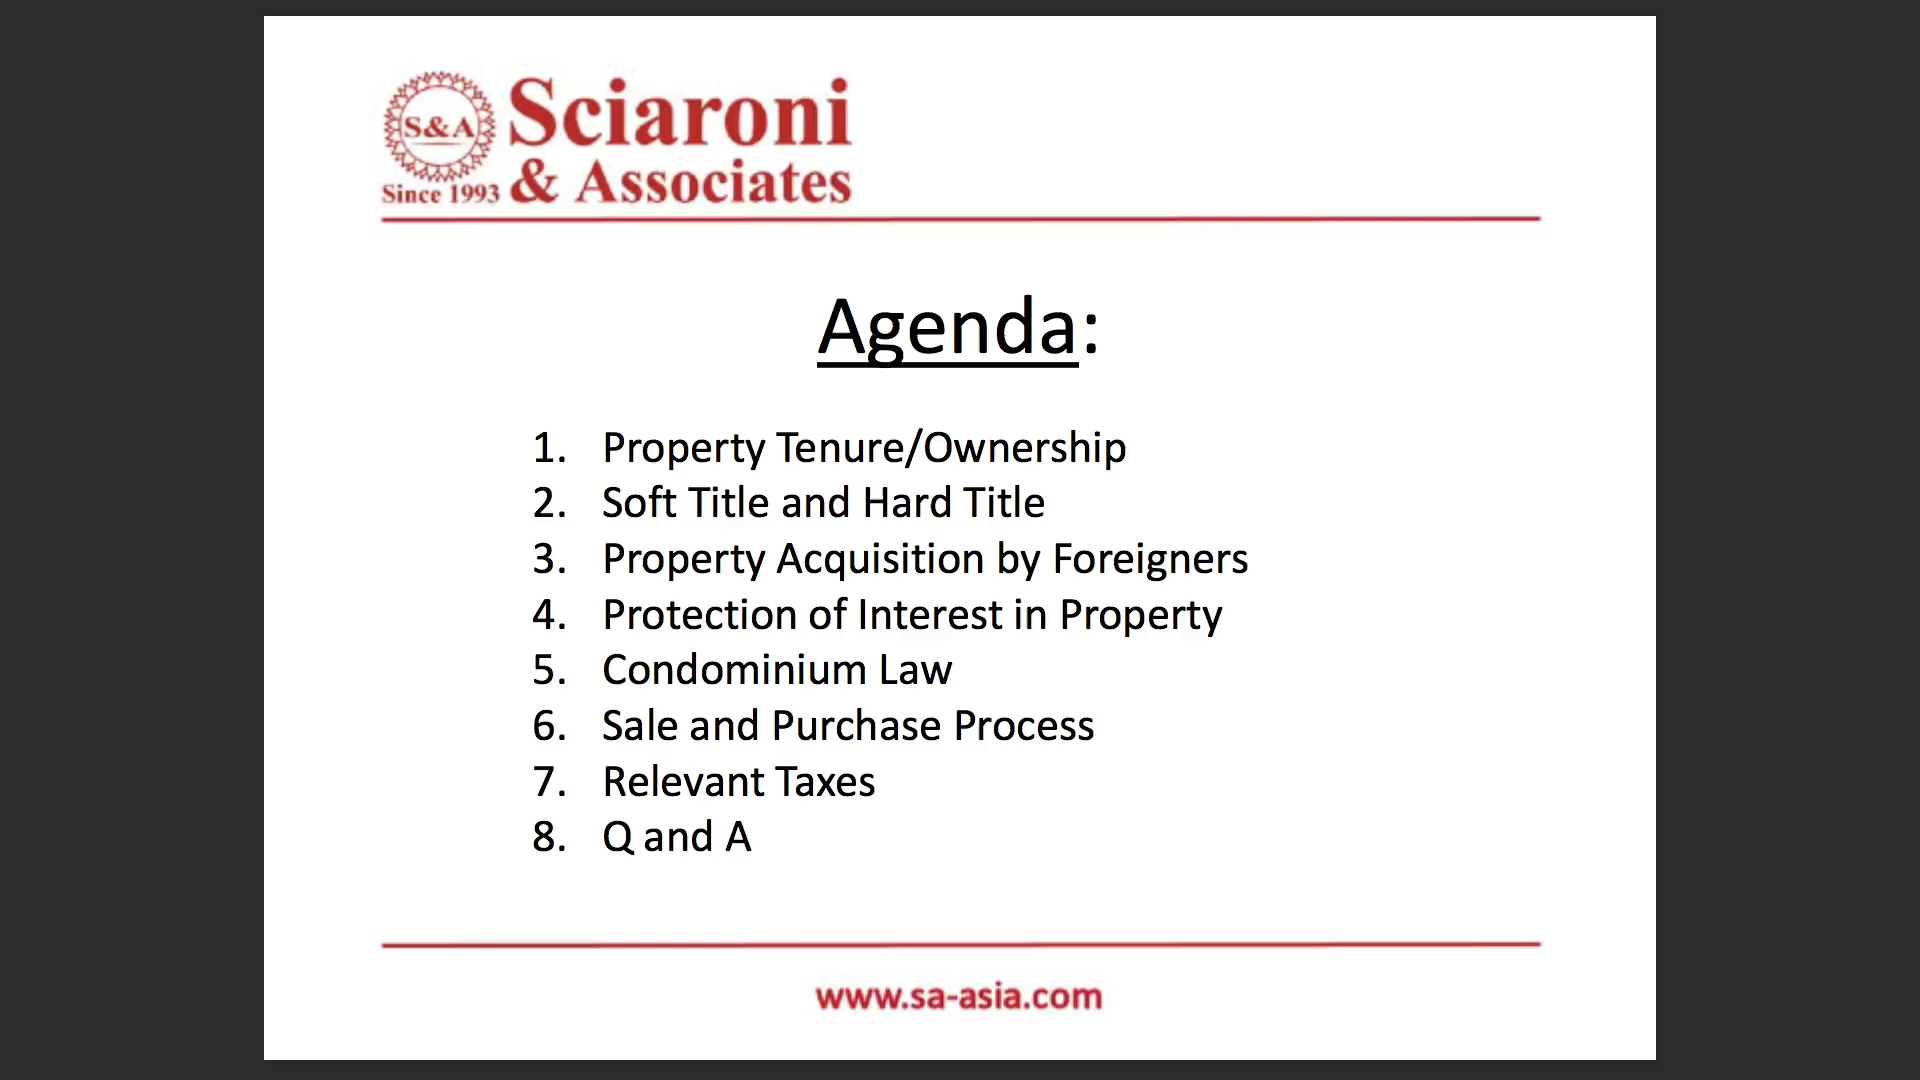 S&A
Since 1993
Sciaroni
& Associates
Agenda:
1. Property Tenure/Ownership
2. Soft Title and Hard Title
3. Property Acquisition by Foreigners
4. Protection of Interest in Property
5. Condominium Law
6. Sale and Purchase Process
7. Relevant Taxes
8. Q and A
www.sa-asia.com